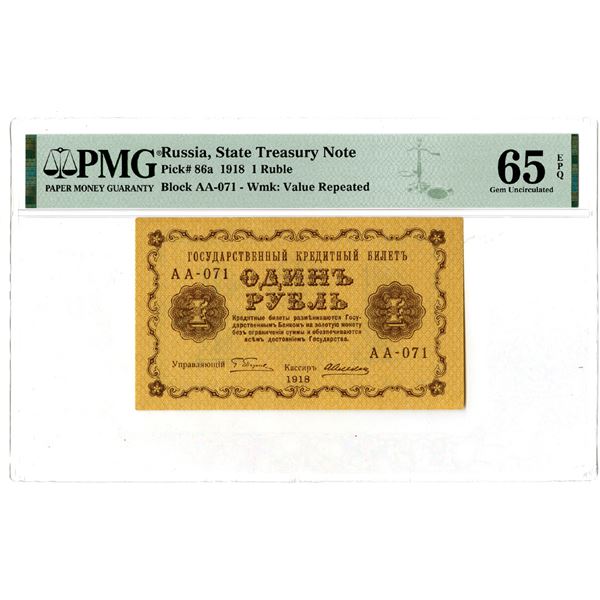 PMG
PAPER MONEY GUARANTY
Russia, State Treasury Note
Pick# 86a 1918 1 Ruble
Block AA-071 - Wmk: Value Repeated
65 EPQ
Gem Uncirculated
ГОСУДАРСТВЕННЫЙ КРЕДИТНЫЙ БИЛЕТЪ
АА-071
ОДИНЪ
РУБЛЬ
1
1
Кредитные билеты размѣниваются Госу-
дарственнымъ Банкомъ на золотую монету
безъ ограниченія суммы и обезпечиваются
всѣмъ достояніемъ Государства.
АА-071
Управляющій
Кассиръ
1918